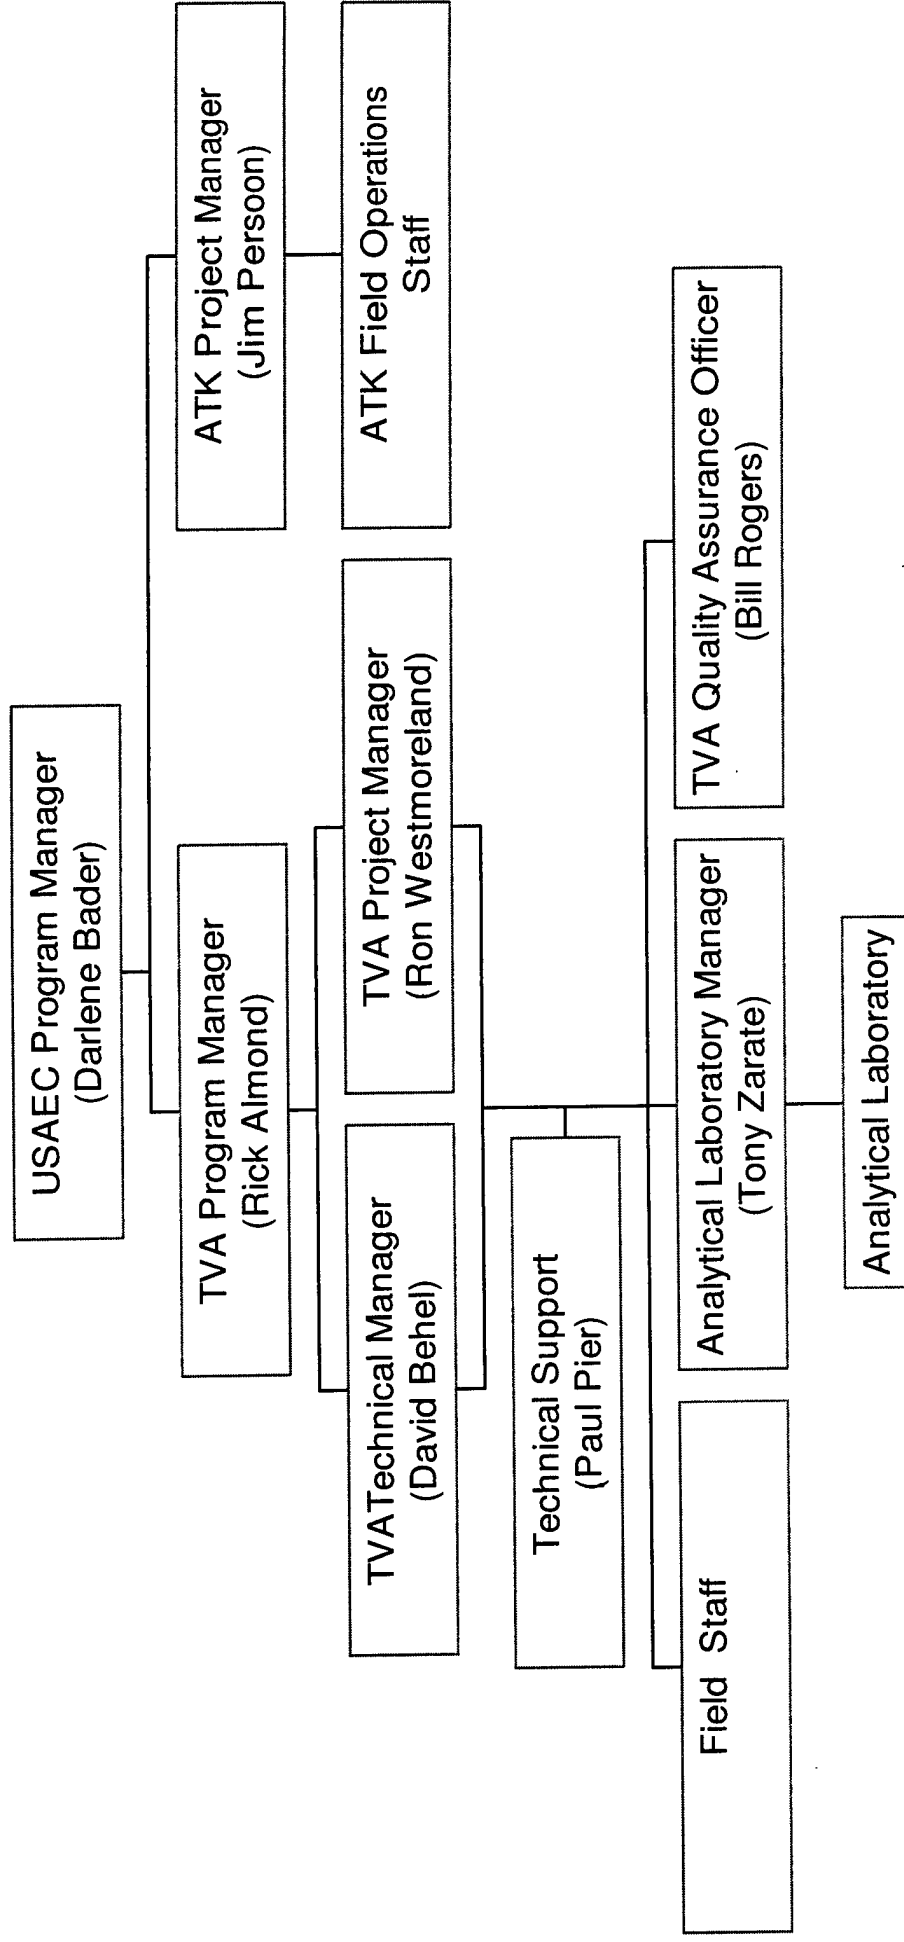 USAEC Program Manager
(Darlene Bader)
TVA Program Manager
(Rick Almond)
ATK Project Manager
(Jim Persoon)
TVA Technical Manager
(David Behel)
TVA Project Manager
(Ron Westmoreland)
ATK Field Operations
Staff
Technical Support
(Paul Pier)
Field Staff
Analytical Laboratory Manager
(Tony Zarate)
TVA Quality Assurance Officer
(Bill Rogers)
Analytical Laboratory